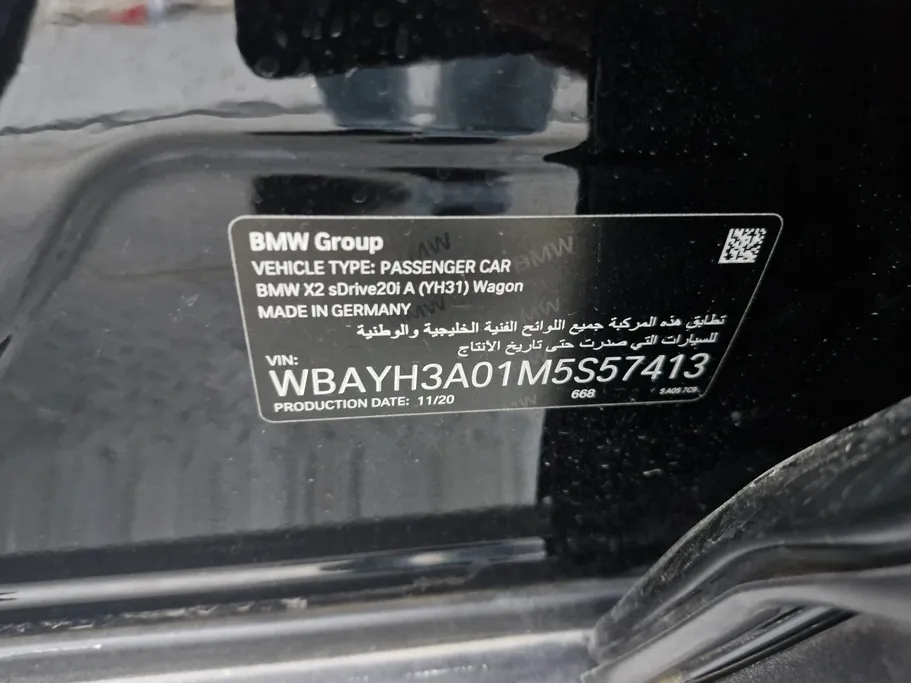 BMW Group
VEHICLE TYPE: PASSENGER CAR
BMW X2 sDrive20i A (YH31) Wagon
MADE IN GERMANY
تطابق هذه المركبة جميع اللوائح الفنية الخليجية والوطنية
للسيارات التي صدرت حتى تاريخ الانتاج
VIN:
WBAYH3A01M5S57413
PRODUCTION DATE: 11/20
668
5A057C9